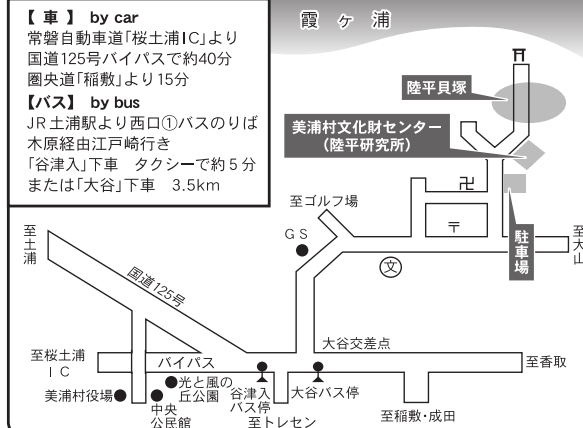 【 車 】 by car
常磐自動車道「桜土浦IC」より
国道125号バイパスで約40分
圏央道「稲敷」より15分
【バス】 by bus
JR土浦駅より西口①バスのりば
木原経由江戸崎行き
「谷津入」下車　タクシーで約5分
または「大谷」下車　3.5km
霞ヶ浦
陸平貝塚
美浦村文化財センター
（陸平研究所）
至ゴルフ場
卍
〒
駐車場
至大山
至土浦
GS
文
国道125号
大谷交差点
至桜土浦
IC
バイパス
至香取
光と風の
丘公園
谷津入
バス停
大谷バス停
美浦村役場
中央
公民館
至トレセン
至稲敷・成田